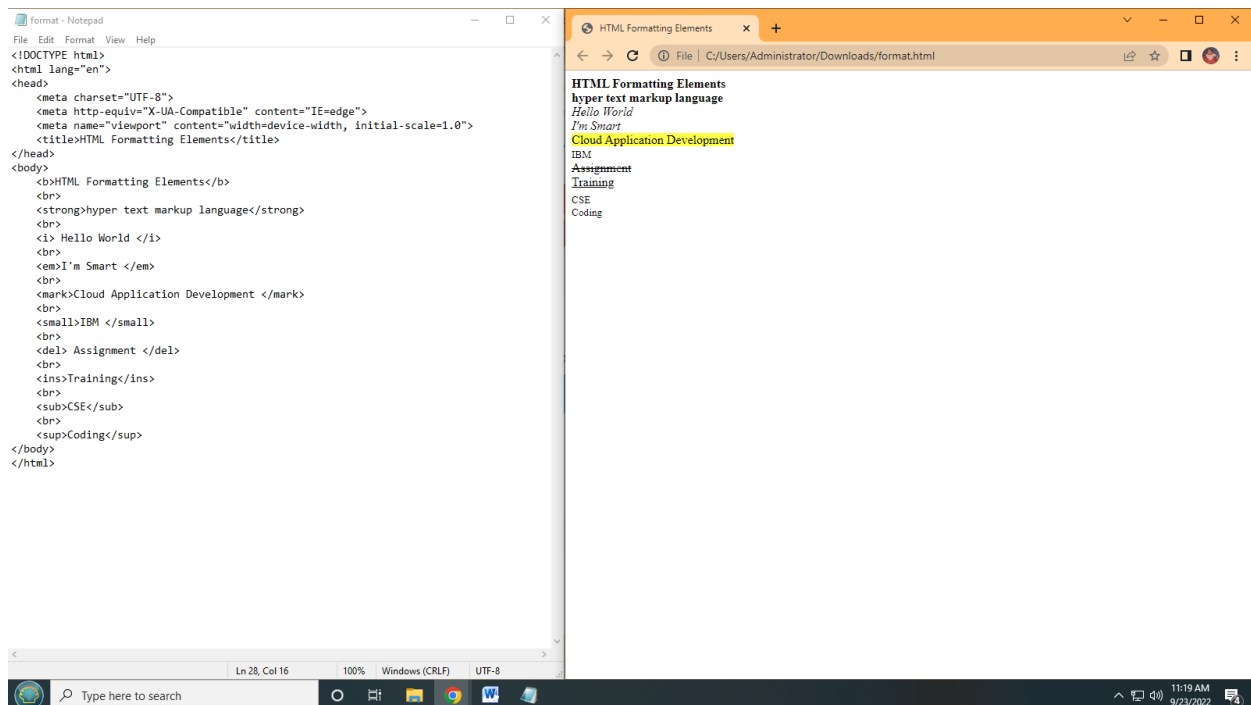 format - Notepad
File Edit Format View Help
<!DOCTYPE html>
<html lang="en">
<head>
    <meta charset="UTF-8">
    <meta http-equiv="X-UA-Compatible" content="IE=edge">
    <meta name="viewport" content="width=device-width, initial-scale=1.0">
    <title>HTML Formatting Elements</title>
</head>
<body>
    <b>HTML Formatting Elements</b>
    <br>
    <strong>hyper text markup language</strong>
    <br>
    <i> Hello World </i>
    <br>
    <em>I'm Smart </em>
    <br>
    <mark>Cloud Application Development </mark>
    <br>
    <small>IBM </small>
    <br>
    <del> Assignment </del>
    <br>
    <ins>Training</ins>
    <br>
    <sub>CSE</sub>
    <br>
    <sup>Coding</sup>
</body>
</html>
Ln 28, Col 16 100% Windows (CRLF) UTF-8
HTML Formatting Elements
File C:/Users/Administrator/Downloads/format.html
HTML Formatting Elements
hyper text markup language
Hello World
I'm Smart
Cloud Application Development
IBM
Assignment
Training
CSE
Coding
Type here to search
11:19 AM
9/23/2022
4